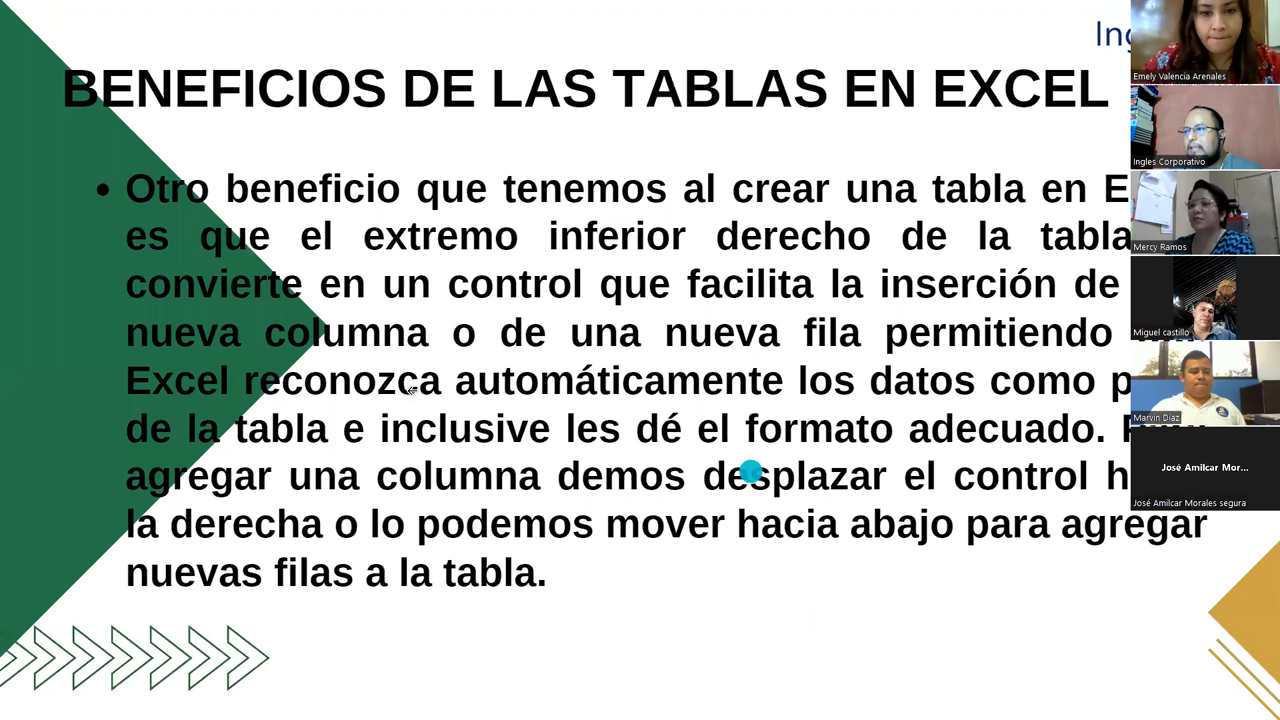 Ing
BENEFICIOS DE LAS TABLAS EN EXCEL
• Otro beneficio que tenemos al crear una tabla en E
es que el extremo inferior derecho de la tabla
convierte en un control que facilita la inserción de
nueva columna o de una nueva fila permitiendo
Excel reconozca automáticamente los datos como p
de la tabla e inclusive les dé el formato adecuado.
agregar una columna demos desplazar el control h
la derecha o lo podemos mover hacia abajo para agregar
nuevas filas a la tabla.
Emely Valencia Arenales
Ingles Corporativo
Mercy Ramos
Miguel castillo
Marvin Diaz
José Amilcar Mor...
José Amilcar Morales segura